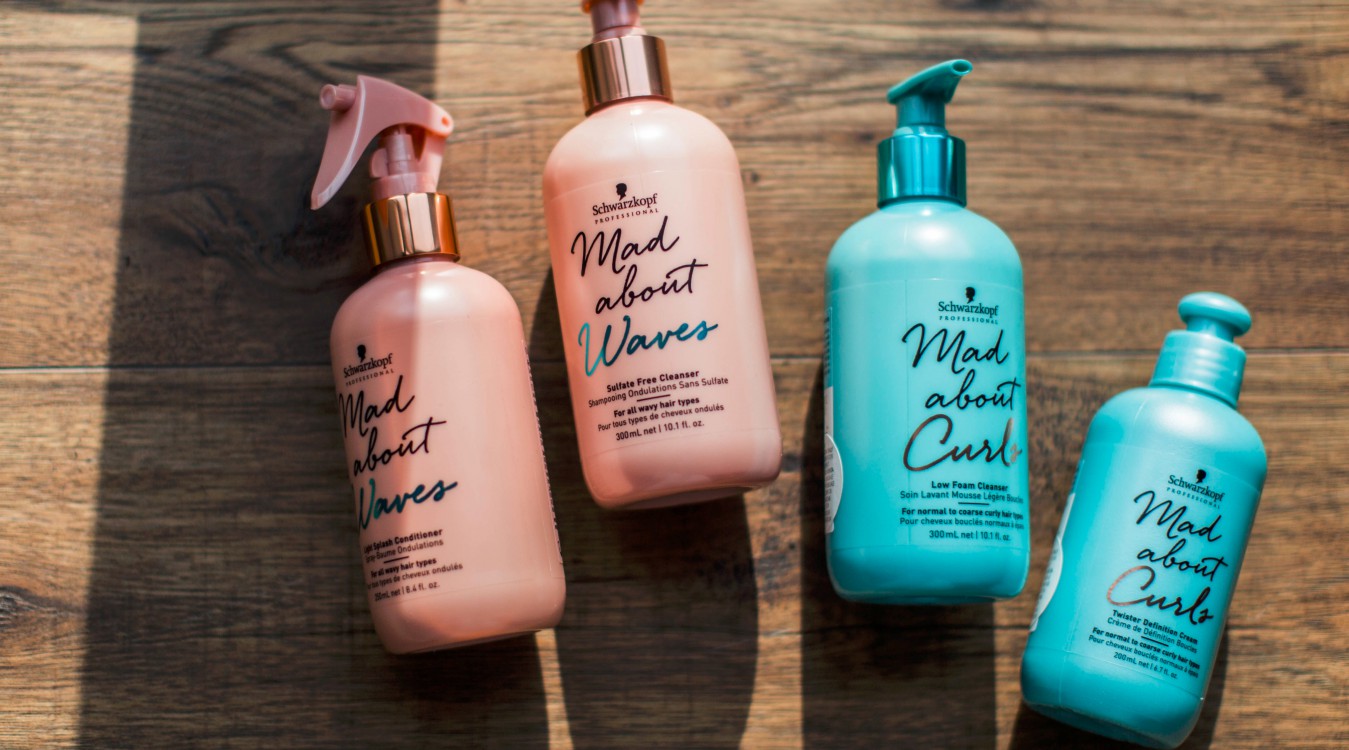 Schwarzkopf
PROFESSIONAL
Mad
about
Waves
Light Splash Conditioner
Ondulations
For all wavy hair types
types de cheveux ondulés
250mL net | 8.4 fl. oz.
Schwarzkopf
PROFESSIONAL
Mad
about
Waves
Sulfate Free Cleanser
Shampooing Ondulations Sans Sulfate
For all wavy hair types
Pour tous types de cheveux ondulés
300mL net | 10.1 fl. oz.
Schwarzkopf
PROFESSIONAL
Mad
about
Curls
Low Foam Cleanser
Soin Lavant Mousse Légère Boucles
For normal to coarse curly hair types
Pour cheveux bouclés normaux à
300mL net | 10.1 fl. oz.
Schwarzkopf
PROFESSIONAL
Mad
about
Curls
Twister Definition Cream
Crème de Définition Boucles
For normal to coarse curly hair types
Pour cheveux bouclés normaux à épais
200mL net | 6.7 fl. oz.